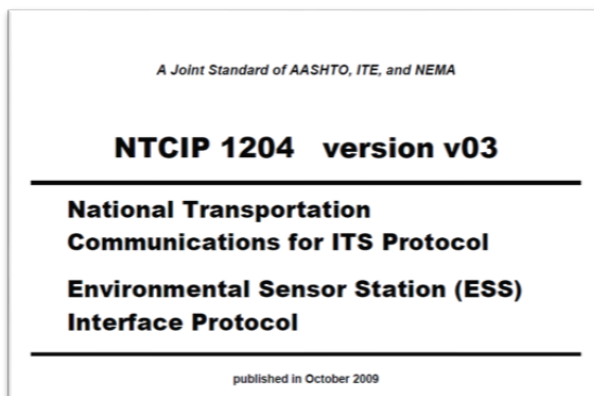 A Joint Standard of AASHTO, ITE, and NEMA
NTCIP 1204 version v03
National Transportation
Communications for ITS Protocol
Environmental Sensor Station (ESS)
Interface Protocol
published in October 2009